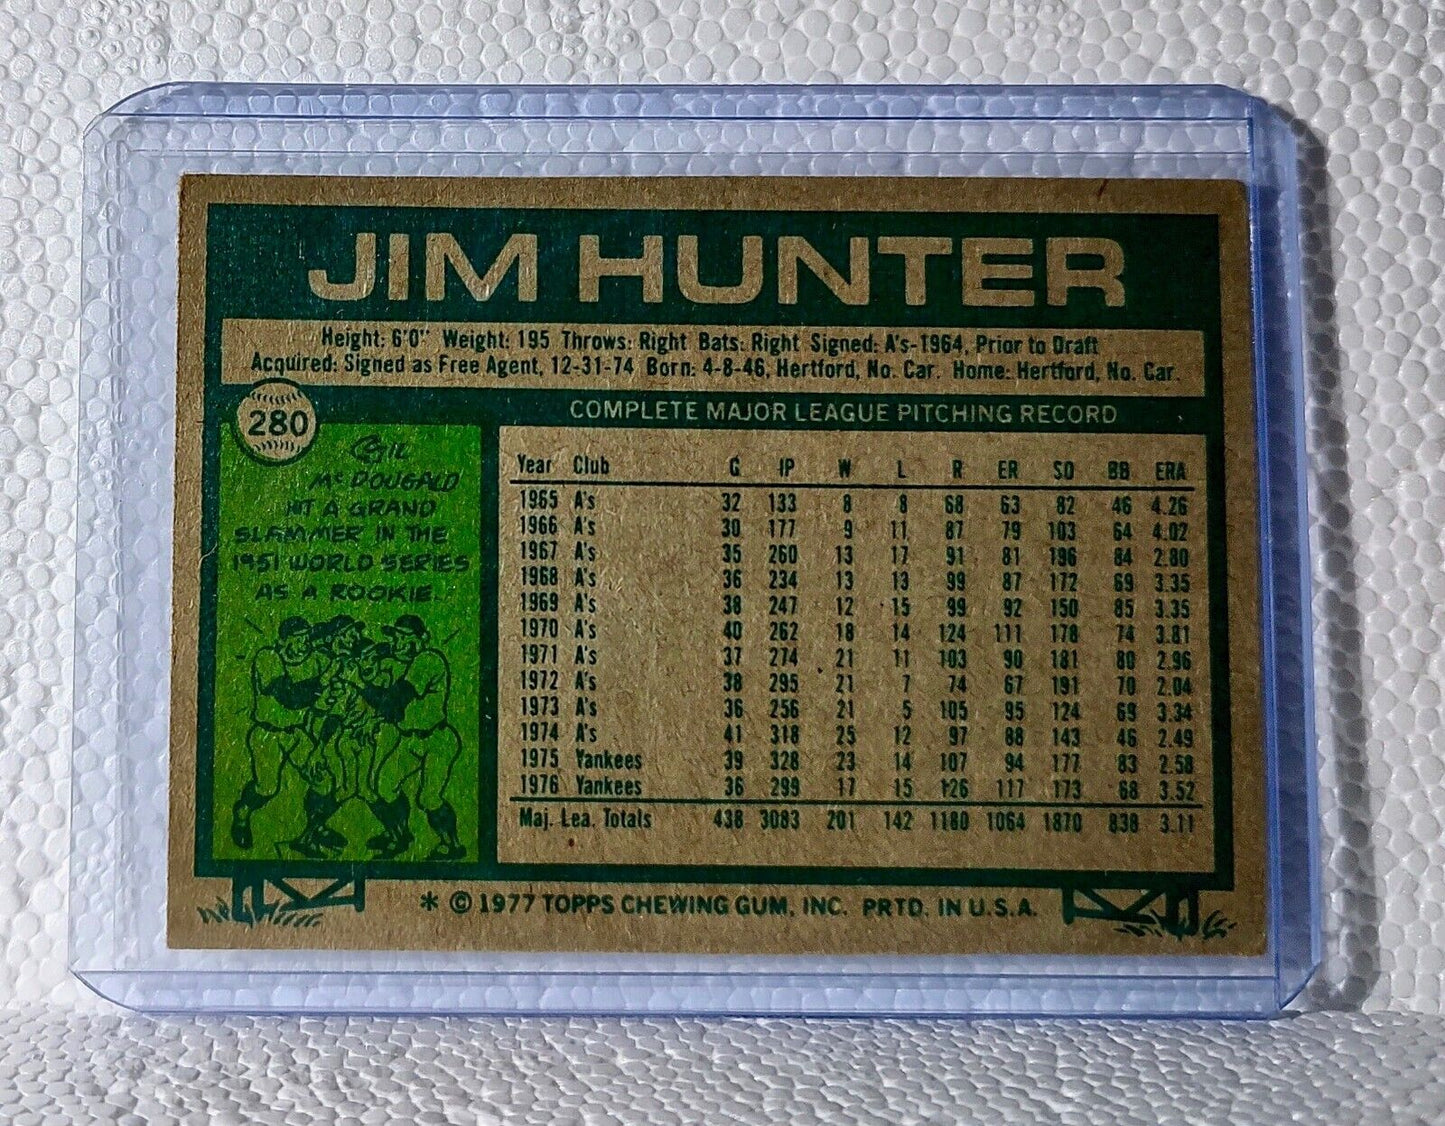 JIM HUNTER
Height: 6'0" Weight: 195 Throws: Right Bats: Right Signed: A's-1964, Prior to Draft
Acquired: Signed as Free Agent, 12-31-74 Born: 4-8-46, Hertford, No. Car. Home: Hertford, No. Car.
280
GIL
McDOUGALD
HIT A GRAND
SLAMMER IN THE
1951 WORLD SERIES
AS A ROOKIE.
COMPLETE MAJOR LEAGUE PITCHING RECORD
Year Club G IP W L R ER SO BB ERA
1965 A's 32 133 8 8 68 63 82 46 4.26
1966 A's 30 177 9 11 87 79 103 64 4.02
1967 A's 35 260 13 17 91 81 196 84 2.80
1968 A's 36 234 13 13 99 87 172 69 3.35
1969 A's 38 247 12 15 99 92 150 85 3.35
1970 A's 40 262 18 14 124 111 178 74 3.81
1971 A's 37 274 21 11 103 90 181 80 2.96
1972 A's 38 295 21 7 74 67 191 70 2.04
1973 A's 36 256 21 5 105 95 124 69 3.34
1974 A's 41 318 25 12 97 88 143 46 2.49
1975 Yankees 39 328 23 14 107 94 177 83 2.58
1976 Yankees 36 299 17 15 126 117 173 68 3.52
Maj. Lea. Totals 438 3083 201 142 1180 1064 1870 838 3.11
* © 1977 TOPPS CHEWING GUM, INC. PRTD. IN U.S.A.